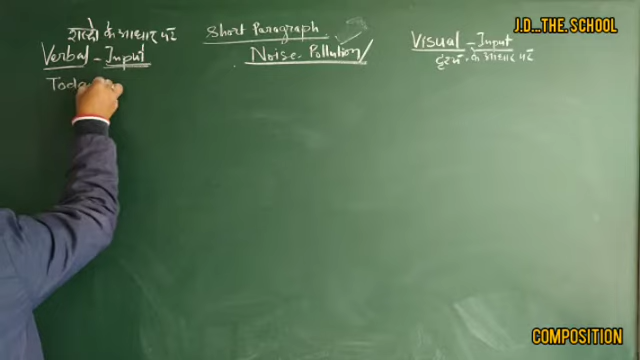 J.D...THE. SCHOOL
शब्दों के आधार पर
Verbal - Input
Short Paragraph
Noise Pollution/
Visual - Input
दृश्य के आधार पर
COMPOSITION